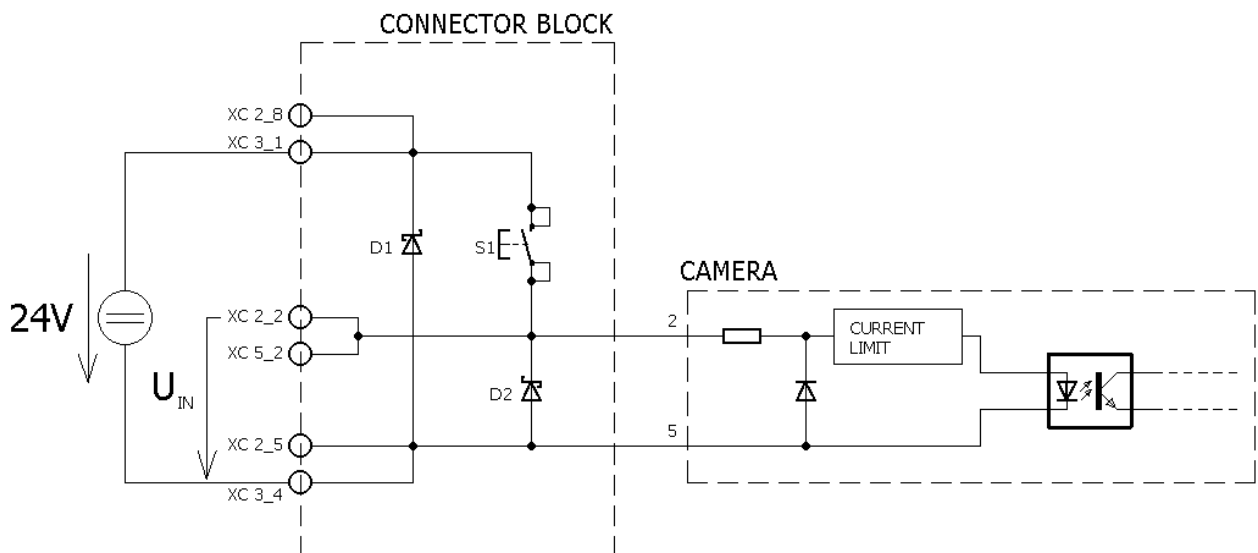 CONNECTOR BLOCK
XC 2_8
XC 3_1
D1
S1
CAMERA
24V
XC 2_2
2
CURRENT
LIMIT
XC 5_2
U IN
D2
XC 2_5
5
XC 3_4